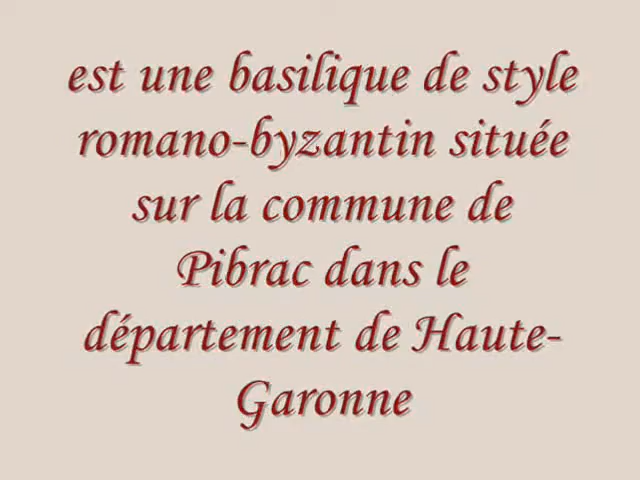 est une basilique de style
romano-byzantin située
sur la commune de
Pibrac dans le
département de Haute-
Garonne